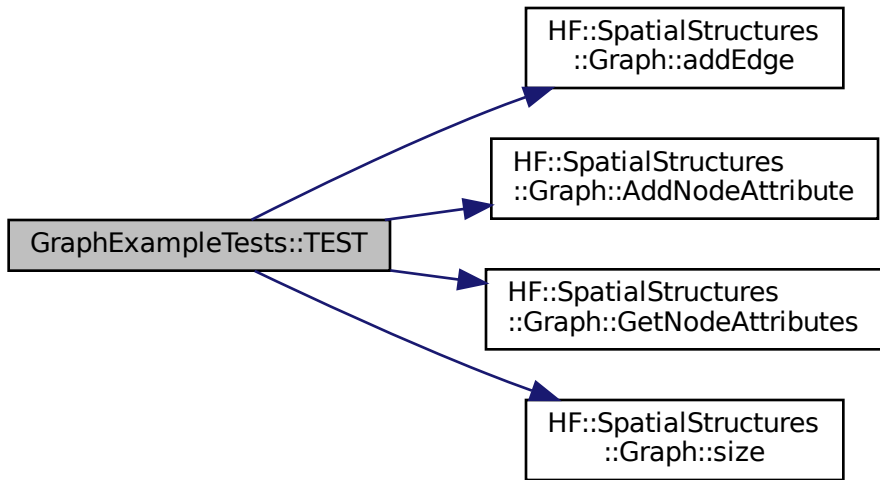 HF::SpatialStructures
::Graph::addEdge
HF::SpatialStructures
::Graph::AddNodeAttribute
GraphExampleTests::TEST
HF::SpatialStructures
::Graph::GetNodeAttributes
HF::SpatialStructures
::Graph::size